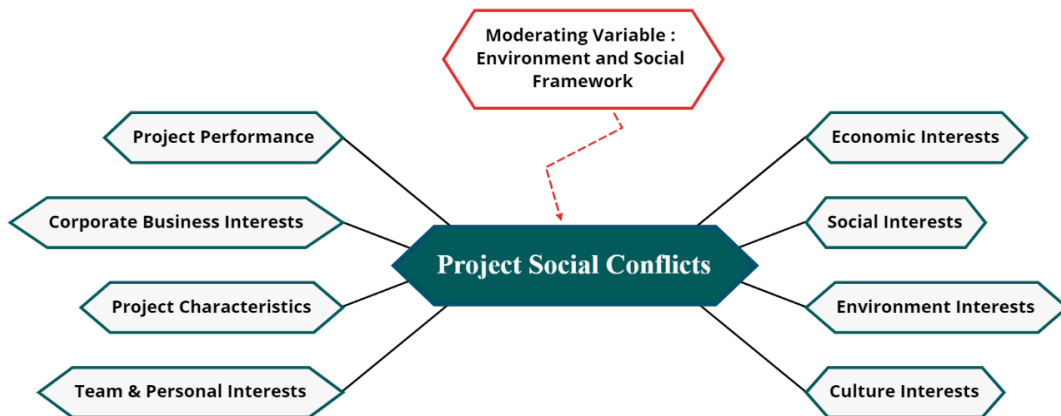 Moderating Variable :
Environment and Social
Framework
Project Performance
Corporate Business Interests
Project Characteristics
Team & Personal Interests
Project Social Conflicts
Economic Interests
Social Interests
Environment Interests
Culture Interests